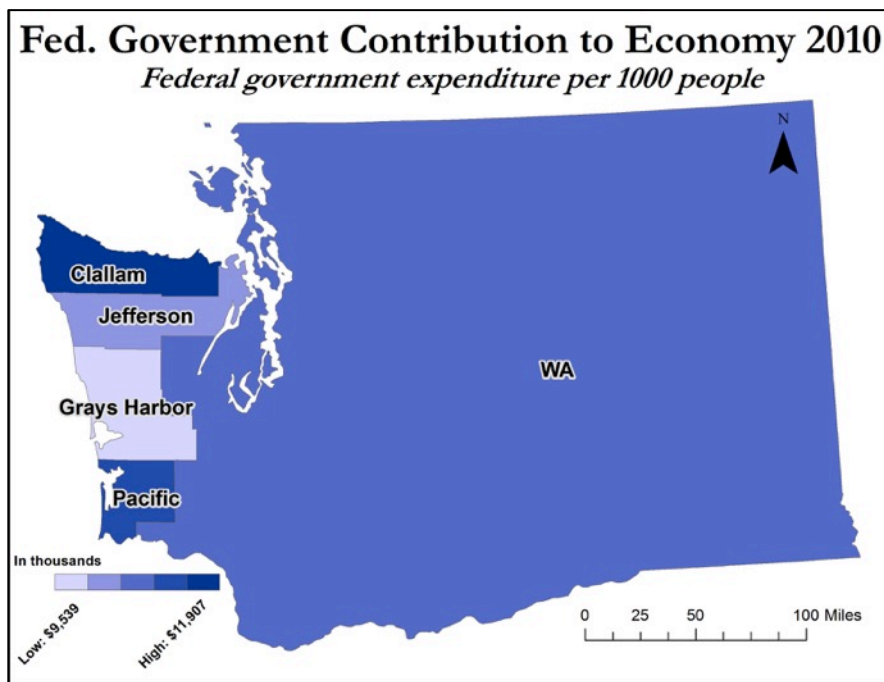 Fed. Government Contribution to Economy 2010
Federal government expenditure per 1000 people
N
Clallam
Jefferson
WA
Grays Harbor
Pacific
In thousands
Low: $9,539
High: $11,907
0 25 50 100 Miles